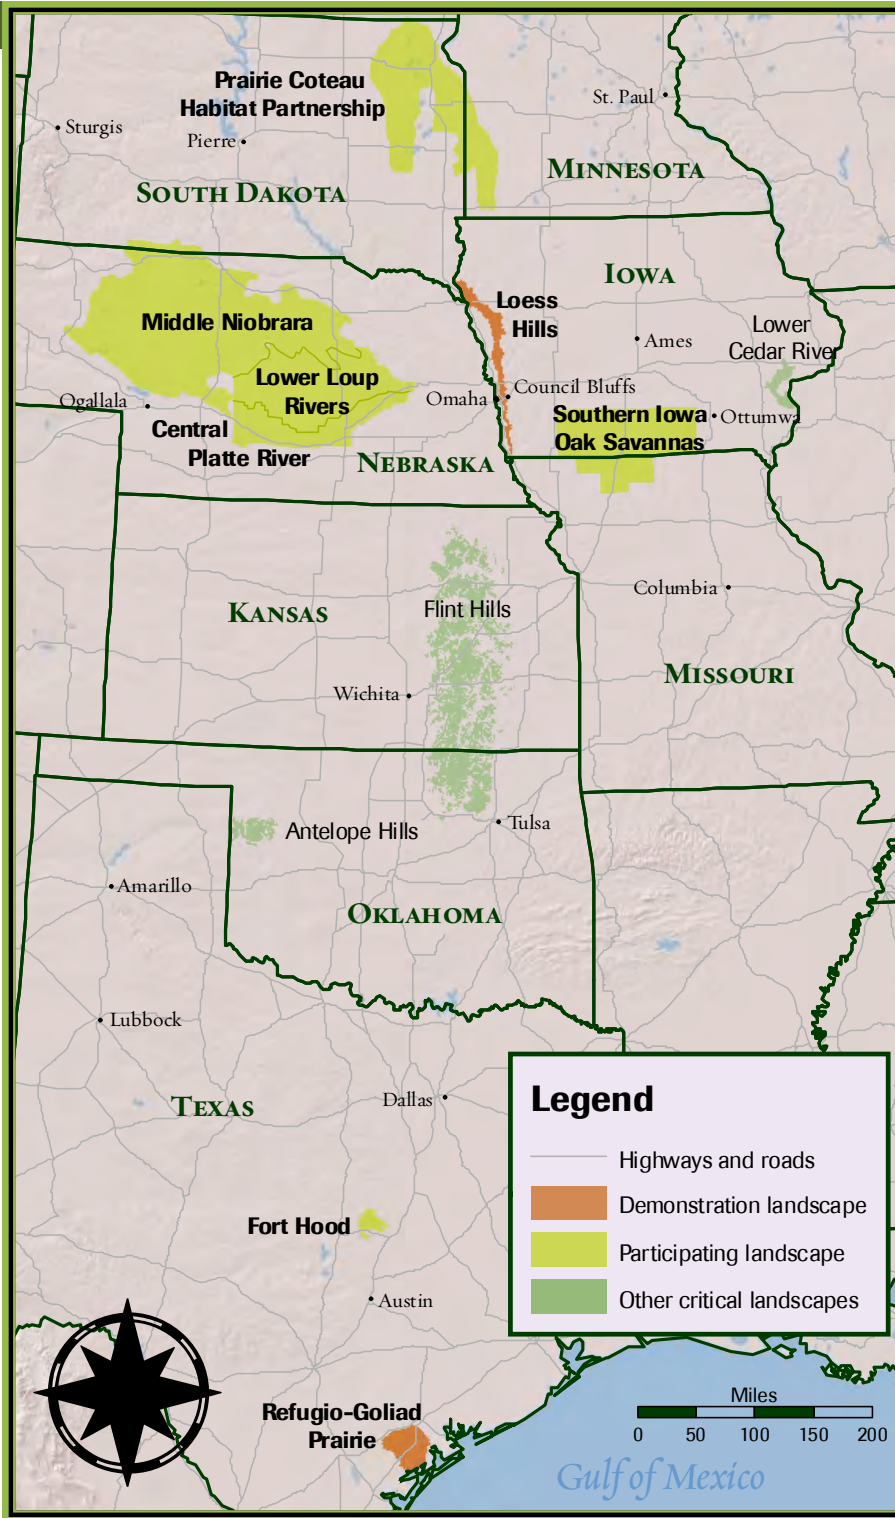 Prairie Coteau
Habitat Partnership
St. Paul
Sturgis
Pierre
MINNESOTA
SOUTH DAKOTA
IOWA
Loess
Hills
Middle Niobrara
Lower
Cedar River
Ames
Lower Loup
Rivers
Council Bluffs
Omaha
Ogallala
Southern Iowa
Oak Savannas
Ottumwa
Central
Platte River
NEBRASKA
Columbia
Flint Hills
KANSAS
MISSOURI
Wichita
Antelope Hills
Tulsa
Amarillo
OKLAHOMA
Lubbock
Dallas
TEXAS
Legend
Highways and roads
Demonstration landscape
Participating landscape
Other critical landscapes
Fort Hood
Austin
Refugio-Goliad
Prairie
Miles
0 50 100 150 200
Gulf of Mexico